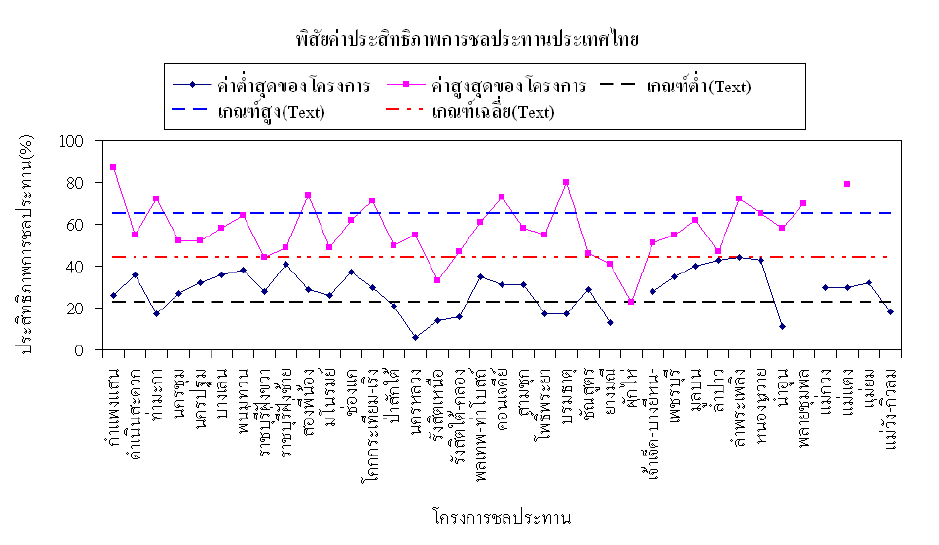 พิสัยค่าประสิทธิภาพการชลประทานประเทศไทย
ค่าต่ำสุดของโครงการ
ค่าสูงสุดของโครงการ
เกณฑ์ต่ำ(Text)
เกณฑ์สูง(Text)
เกณฑ์เฉลี่ย(Text)
ประสิทธิภาพการชลประทาน(%)
100
80
60
40
20
0
กำแพงแสน
ดำเนินสะดวก
ท่ามะกา
นครชุม
นครปฐม
บางเลน
พนมทวน
ราชบุรีฝั่งขวา
ราชบุรีฝั่งซ้าย
สองพี่น้อง
มโนรมย์
ช่องแค
โคกกระเทียม-เริง
ป่าสักใต้
นครหลวง
รังสิตเหนือ
รังสิตใต้-คลอง
พลเทพ-ท่าโบสถ์
ดอนเจดีย์
สามชุก
โพธิ์พระยา
บรมธาตุ
ชัณสูตร
ยางมณี
ผักไห่
เจ้าเจ็ด-บางยี่หน-
เพชรบุรี
มูลบน
ลำปาว
ลำพระเพลิง
หนองหวาย
น้ำอูน
พลายชุมพล
แม่กวง
แม่แตง
แม่ยม
แม่วัง-กิ่วลม
โครงการชลประทาน